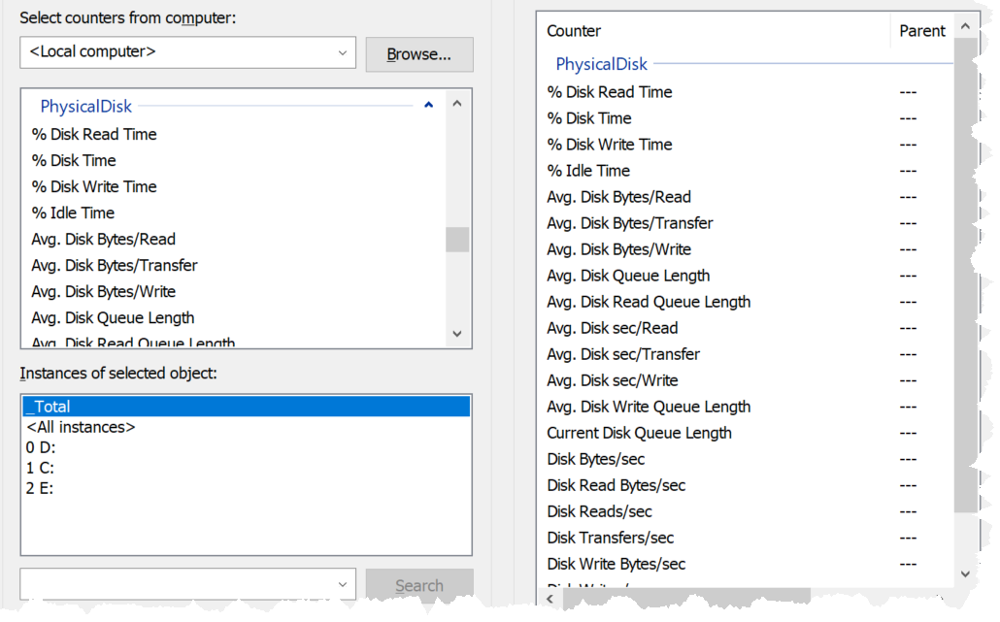 Select counters from computer:
<Local computer>
Browse...
PhysicalDisk
% Disk Read Time
% Disk Time
% Disk Write Time
% Idle Time
Avg. Disk Bytes/Read
Avg. Disk Bytes/Transfer
Avg. Disk Bytes/Write
Avg. Disk Queue Length
Avg. Disk Read Queue Length
Instances of selected object:
_Total
<All instances>
0 D:
1 C:
2 E:
Search
Counter Parent
PhysicalDisk
% Disk Read Time ---
% Disk Time ---
% Disk Write Time ---
% Idle Time ---
Avg. Disk Bytes/Read ---
Avg. Disk Bytes/Transfer ---
Avg. Disk Bytes/Write ---
Avg. Disk Queue Length ---
Avg. Disk Read Queue Length ---
Avg. Disk sec/Read ---
Avg. Disk sec/Transfer ---
Avg. Disk sec/Write ---
Avg. Disk Write Queue Length ---
Current Disk Queue Length ---
Disk Bytes/sec ---
Disk Read Bytes/sec ---
Disk Reads/sec ---
Disk Transfers/sec ---
Disk Write Bytes/sec ---